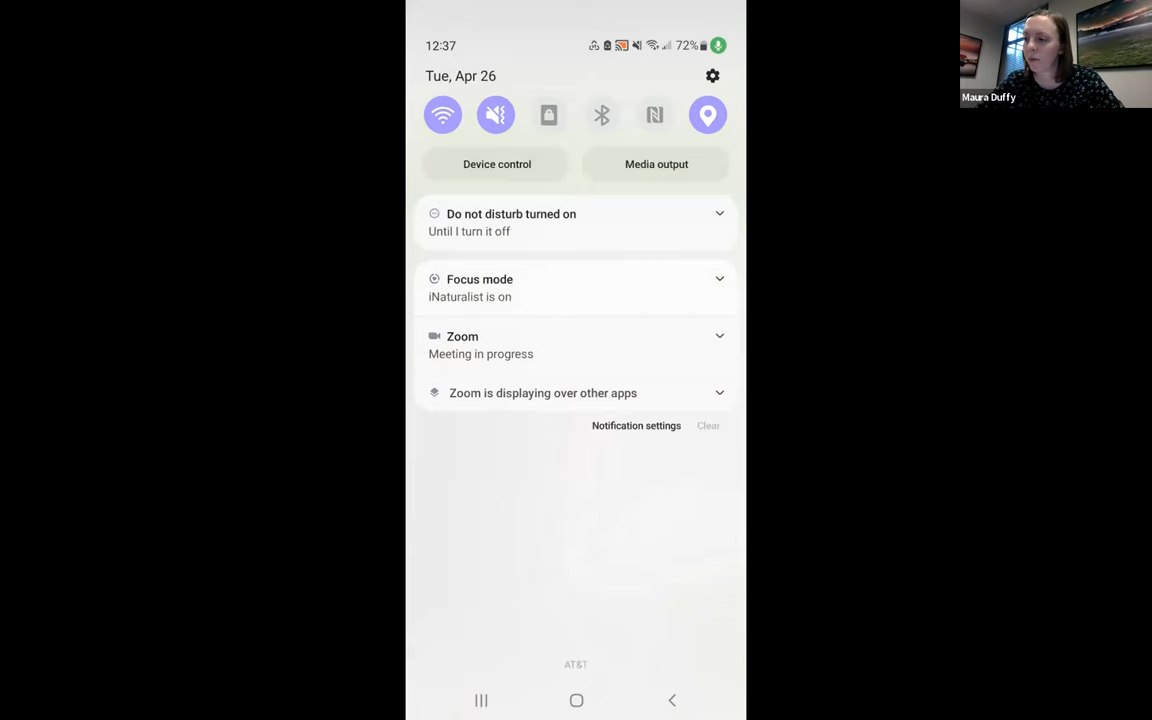 12:37
72%
Tue, Apr 26
Device control
Media output
Do not disturb turned on
Until I turn it off
Focus mode
iNaturalist is on
Zoom
Meeting in progress
Zoom is displaying over other apps
Notification settings
Clear
AT&T
Maura Duffy